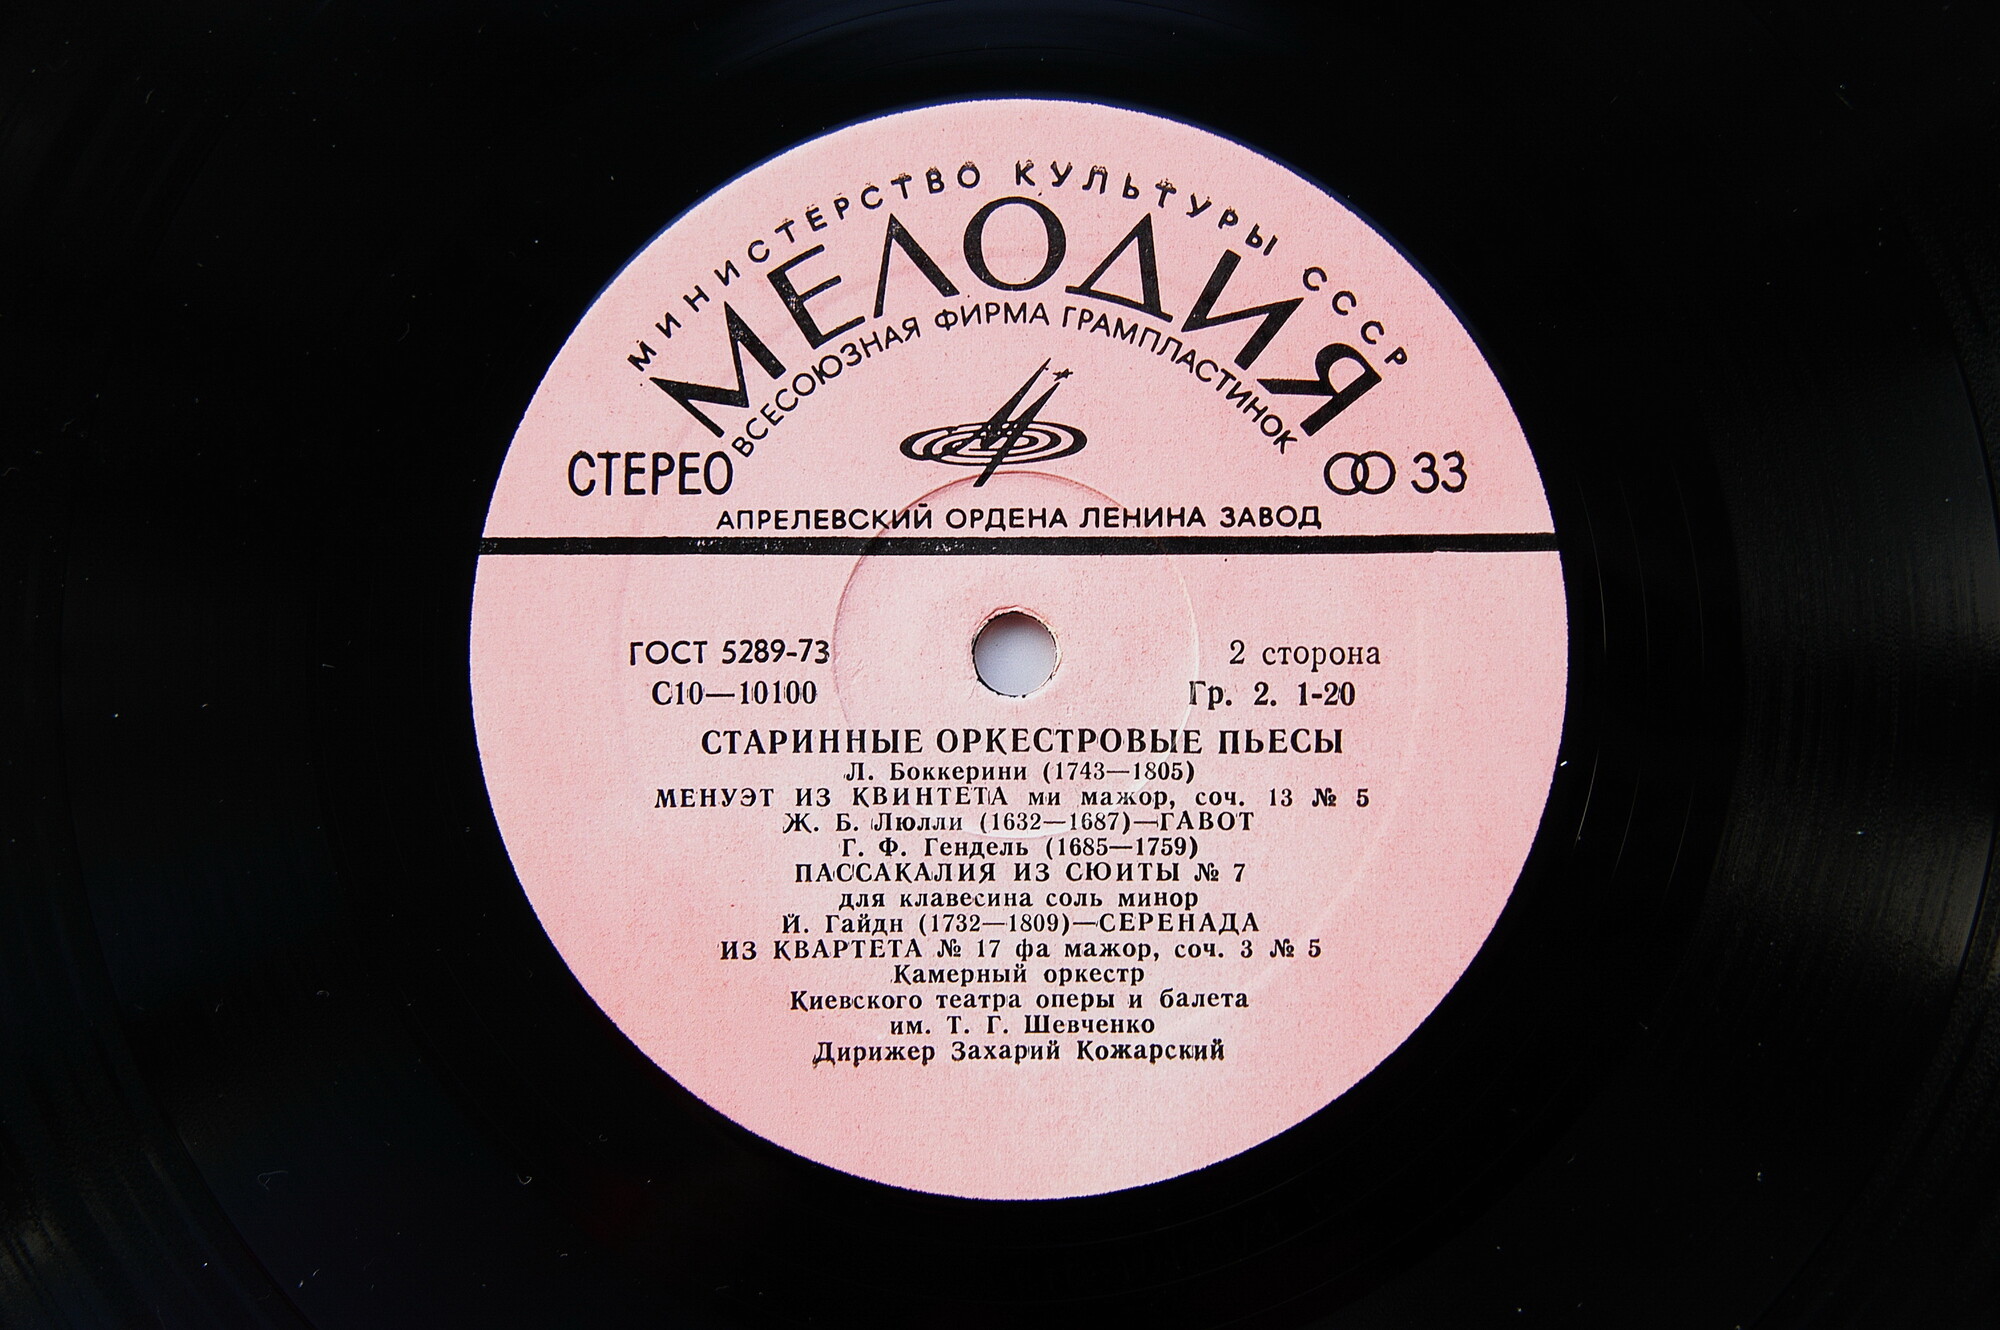 МИНИСТЕРСТВО КУЛЬТУРЫ СССР
МЕЛОДИЯ
ВСЕСОЮЗНАЯ ФИРМА ГРАМПЛАСТИНОК
СТЕРЕО
33
АПРЕЛЕВСКИЙ ОРДЕНА ЛЕНИНА ЗАВОД
ГОСТ 5289-73
2 сторона
С10—10100
Гр. 2. 1-20
СТАРИННЫЕ ОРКЕСТРОВЫЕ ПЬЕСЫ
Л. Боккерини (1743—1805)
МЕНУЭТ ИЗ КВИНТЕТА ми мажор, соч. 13 № 5
Ж. Б. Люлли (1632—1687)—ГАВОТ
Г. Ф. Гендель (1685—1759)
ПАССАКАЛИЯ ИЗ СЮИТЫ № 7
для клавесина соль минор
Й. Гайдн (1732—1809)—СЕРЕНАДА
ИЗ КВАРТЕТА № 17 фа мажор, соч. 3 № 5
Камерный оркестр
Киевского театра оперы и балета
им. Т. Г. Шевченко
Дирижер Захарий Кожарский